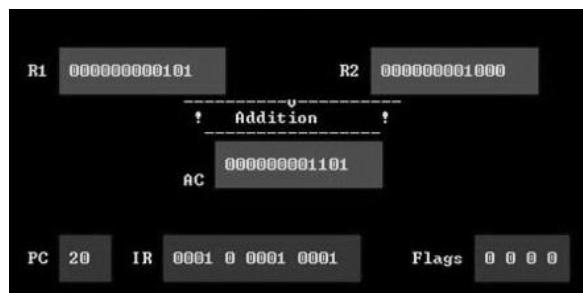 R1 000000000101 R2 000000001000
! Addition !
AC 000000001101
PC 20 IR 0001 0 0001 0001 Flags 0 0 0 0